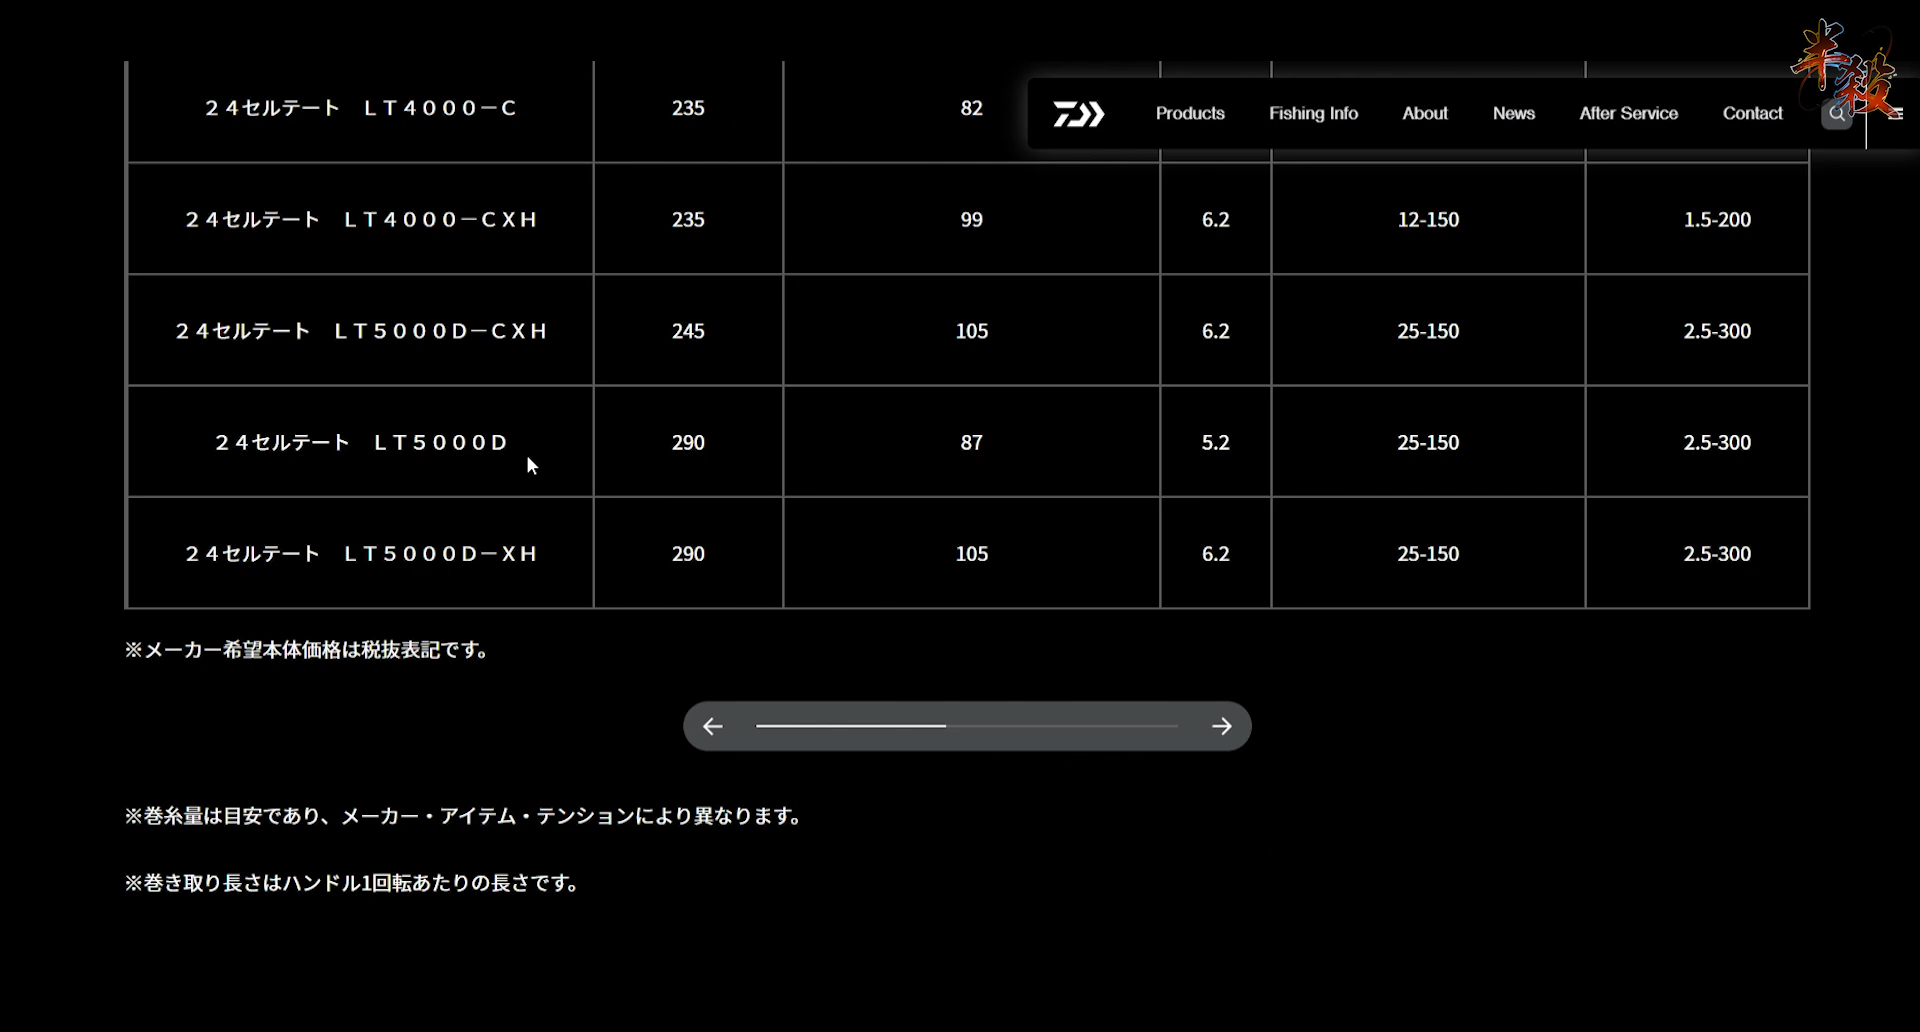 半投
Products Fishing Info About News After Service Contact
２４セルテート　ＬＴ４０００－Ｃ 235 82
２４セルテート　ＬＴ４０００－ＣＸＨ 235 99 6.2 12-150 1.5-200
２４セルテート　ＬＴ５０００Ｄ－ＣＸＨ 245 105 6.2 25-150 2.5-300
２４セルテート　ＬＴ５０００Ｄ 290 87 5.2 25-150 2.5-300
２４セルテート　ＬＴ５０００Ｄ－ＸＨ 290 105 6.2 25-150 2.5-300
※メーカー希望本体価格は税抜表記です。
※巻糸量は目安であり、メーカー・アイテム・テンションにより異なります。
※巻き取り長さはハンドル1回転あたりの長さです。